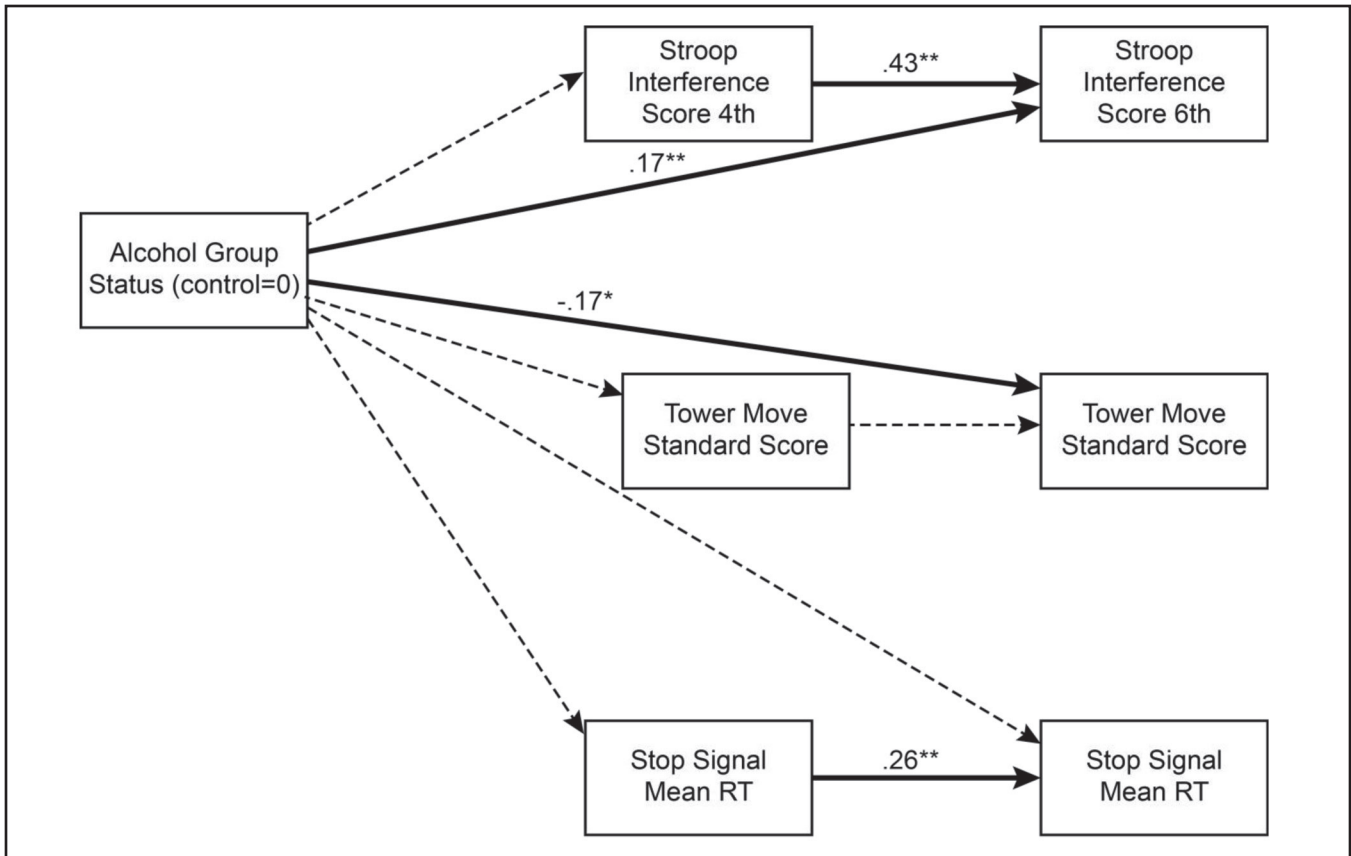 Stroop
Interference
Score 4th
.43**
Stroop
Interference
Score 6th
.17**
Alcohol Group
Status (control=0)
-.17*
Tower Move
Standard Score
Tower Move
Standard Score
Stop Signal
Mean RT
.26**
Stop Signal
Mean RT